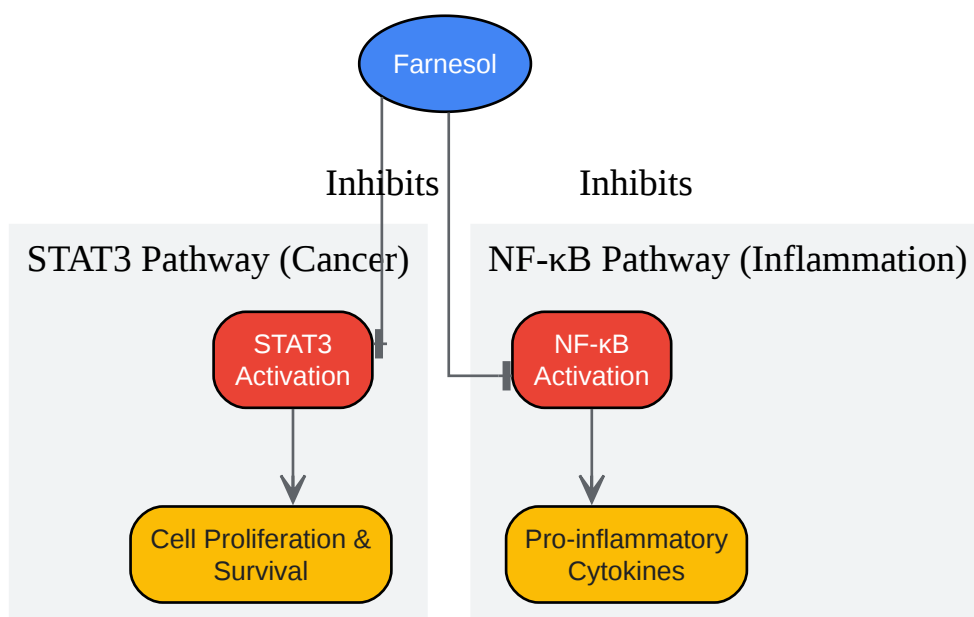 Farnesol
Inhibits
Inhibits
STAT3 Pathway (Cancer)
NF-κB Pathway (Inflammation)
STAT3
Activation
NF-κB
Activation
Cell Proliferation &
Survival
Pro-inflammatory
Cytokines